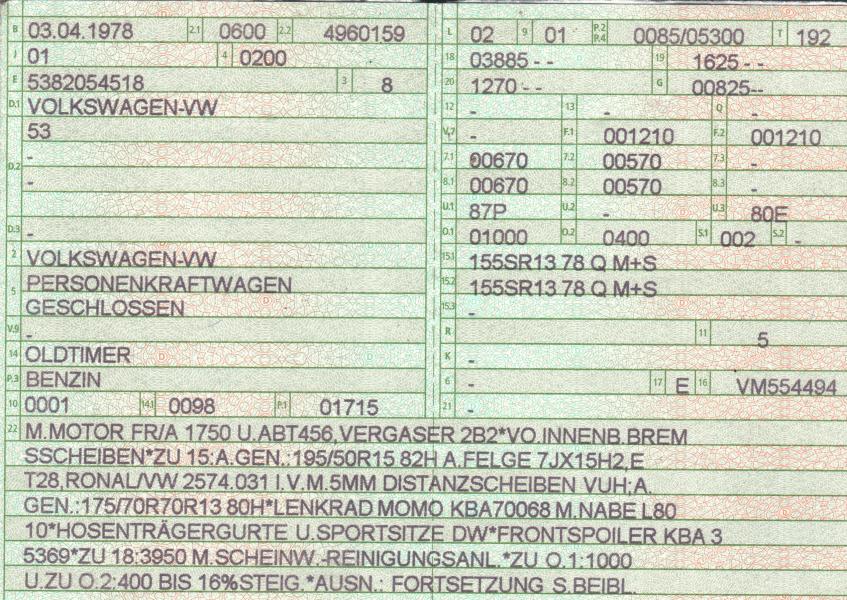 B 03.04.1978 2.1 0600 2.2 4960159
J 01 4 0200
E 5382054518 3 8
D.1 VOLKSWAGEN-VW
53
-
D.2 -
D.3 -
2 VOLKSWAGEN-VW
5 PERSONENKRAFTWAGEN
GESCHLOSSEN
V.9 -
14 OLDTIMER
P.3 BENZIN
10 0001 14.1 0098 P.1 01715
L 02 9 01 P.2 P.4 0085/05300 T 192
18 03885 - - 19 1625 - -
20 1270 - - G 00825--
12 - 13 - Q -
V.7 - F.1 001210 F.2 001210
7.1 00670 7.2 00570 7.3 -
8.1 00670 8.2 00570 8.3 -
U.1 87P U.2 - U.3 80E
O.1 01000 O.2 0400 S.1 002 S.2 -
15.1 155SR13 78 Q M+S
15.2 155SR13 78 Q M+S
15.3 -
R 11 5
K -
6 - 17 E 16 VM554494
21 -
22 M.MOTOR FR/A 1750 U.ABT456,VERGASER 2B2*VO.INNENB.BREM
SSCHEIBEN*ZU 15:A.GEN.:195/50R15 82H A.FELGE 7JX15H2,E
T28,RONAL/VW 2574.031 I.V.M.5MM DISTANZSCHEIBEN VUH;A.
GEN.:175/70R70R13 80H*LENKRAD MOMO KBA70068 M.NABE L80
10*HOSENTRÄGERGURTE U.SPORTSITZE DW*FRONTSPOILER KBA 3
5369*ZU 18:3950 M.SCHEINW.-REINIGUNGSANL.*ZU O.1:1000
U.ZU O.2:400 BIS 16%STEIG.*AUSN.: FORTSETZUNG S.BEIBL.